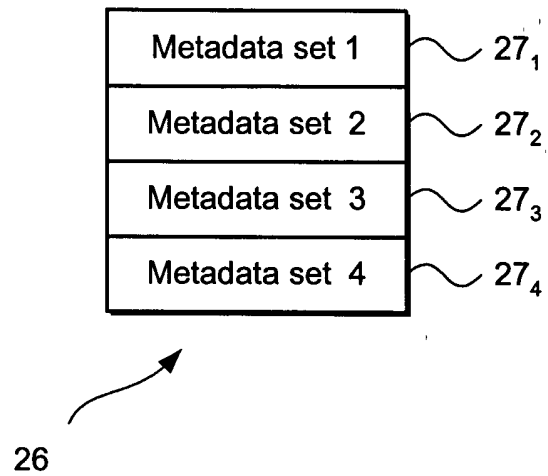 Metadata set 1 27₁
Metadata set 2 27₂
Metadata set 3 27₃
Metadata set 4 27₄
26